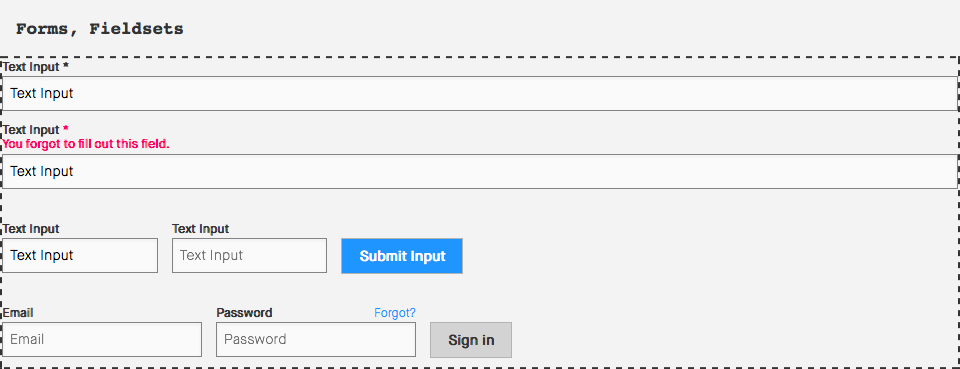 Forms, Fieldsets
Text Input *
Text Input
Text Input *
You forgot to fill out this field.
Text Input
Text Input Text Input
Text Input Text Input Submit Input
Email Password Forgot?
Email Password Sign in